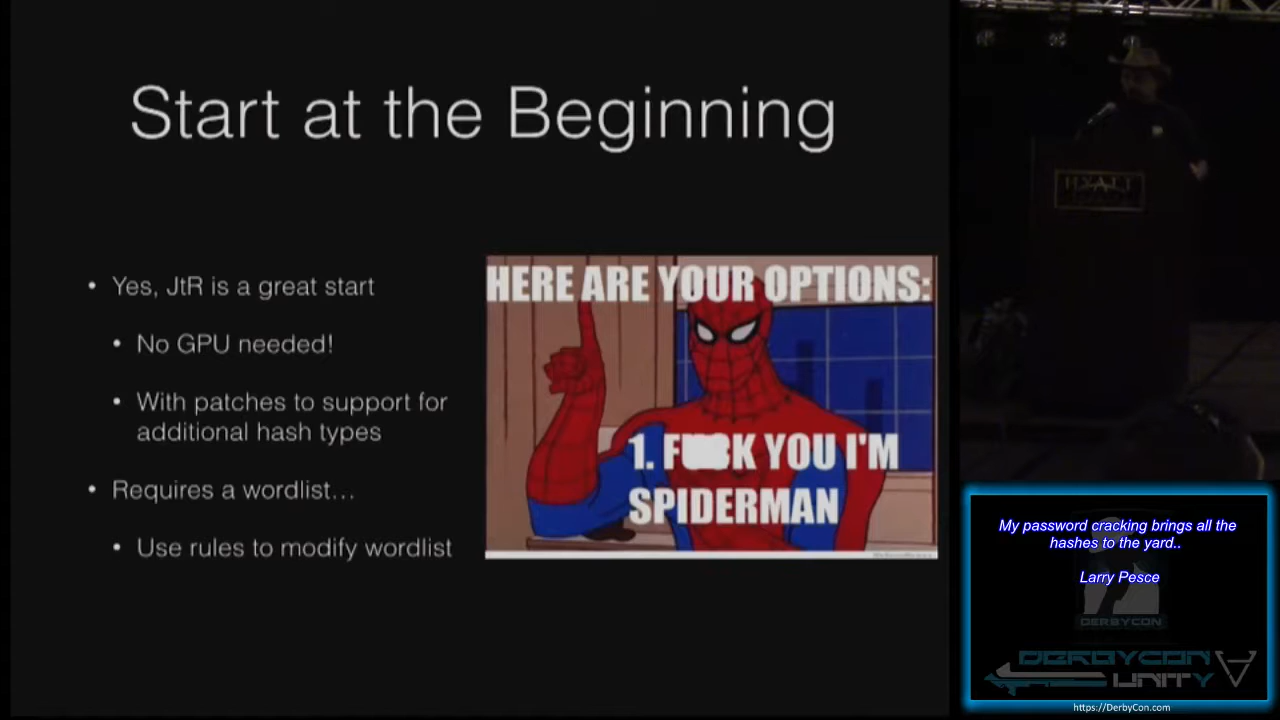 Start at the Beginning
• Yes, JtR is a great start
• No GPU needed!
• With patches to support for
additional hash types
• Requires a wordlist...
• Use rules to modify wordlist
HERE ARE YOUR OPTIONS:
1. F CK YOU I'M
SPIDERMAN
HYATT
My password cracking brings all the
hashes to the yard..
Larry Pesce
DERBYCON
DERBYCON
UNITY
https://DerbyCon.com